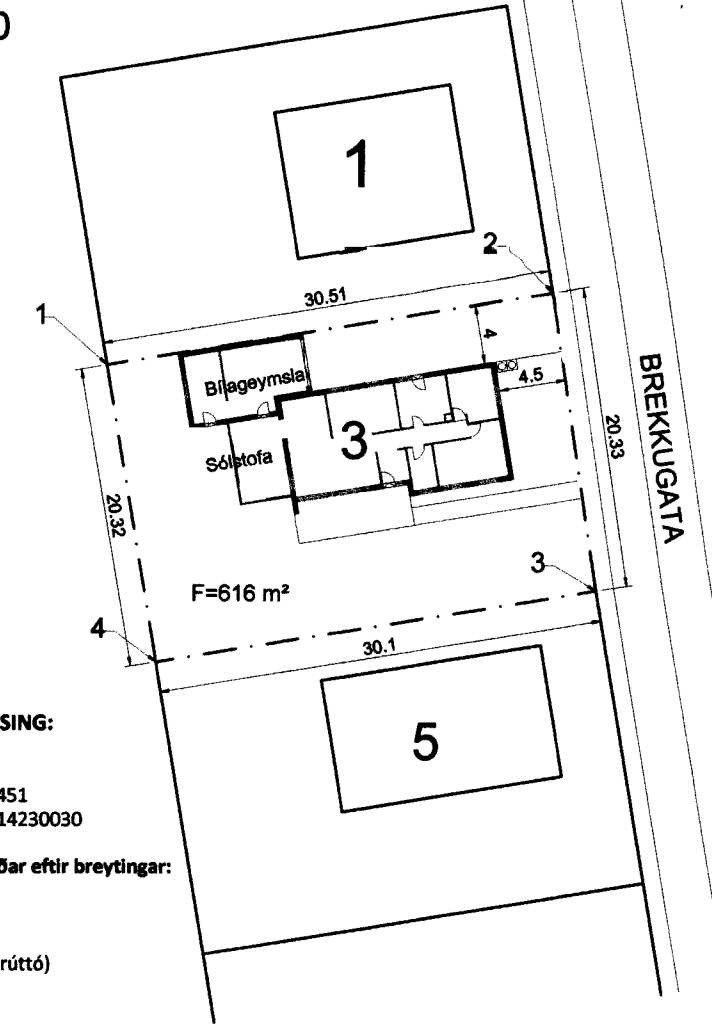 1
2
30.51
1
4
Bílageymsla
4.5
BREKKUGATA
3
20.33
Sólstofa
20.32
F=616 m²
3
4
30.1
5
SING:
451
14230030
ðar eftir breytingar:
rúttó)